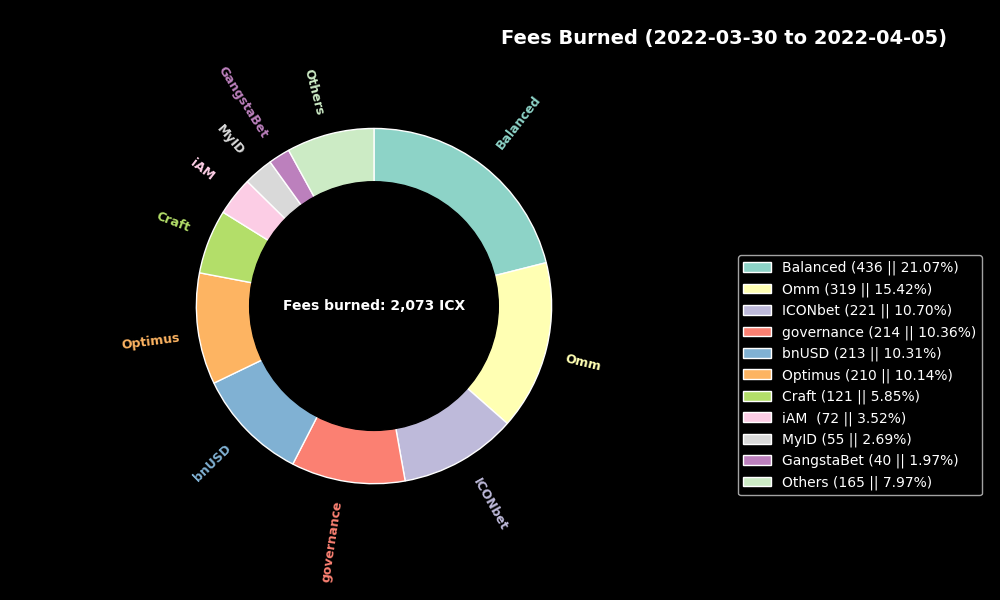 Fees Burned (2022-03-30 to 2022-04-05)
Others
GangstaBet
Balanced
MyID
iAM
Craft
Fees burned: 2,073 ICX
Optimus
Omm
bnUSD
ICONbet
governance
Balanced (436 || 21.07%)
Omm (319 || 15.42%)
ICONbet (221 || 10.70%)
governance (214 || 10.36%)
bnUSD (213 || 10.31%)
Optimus (210 || 10.14%)
Craft (121 || 5.85%)
iAM  (72 || 3.52%)
MyID (55 || 2.69%)
GangstaBet (40 || 1.97%)
Others (165 || 7.97%)